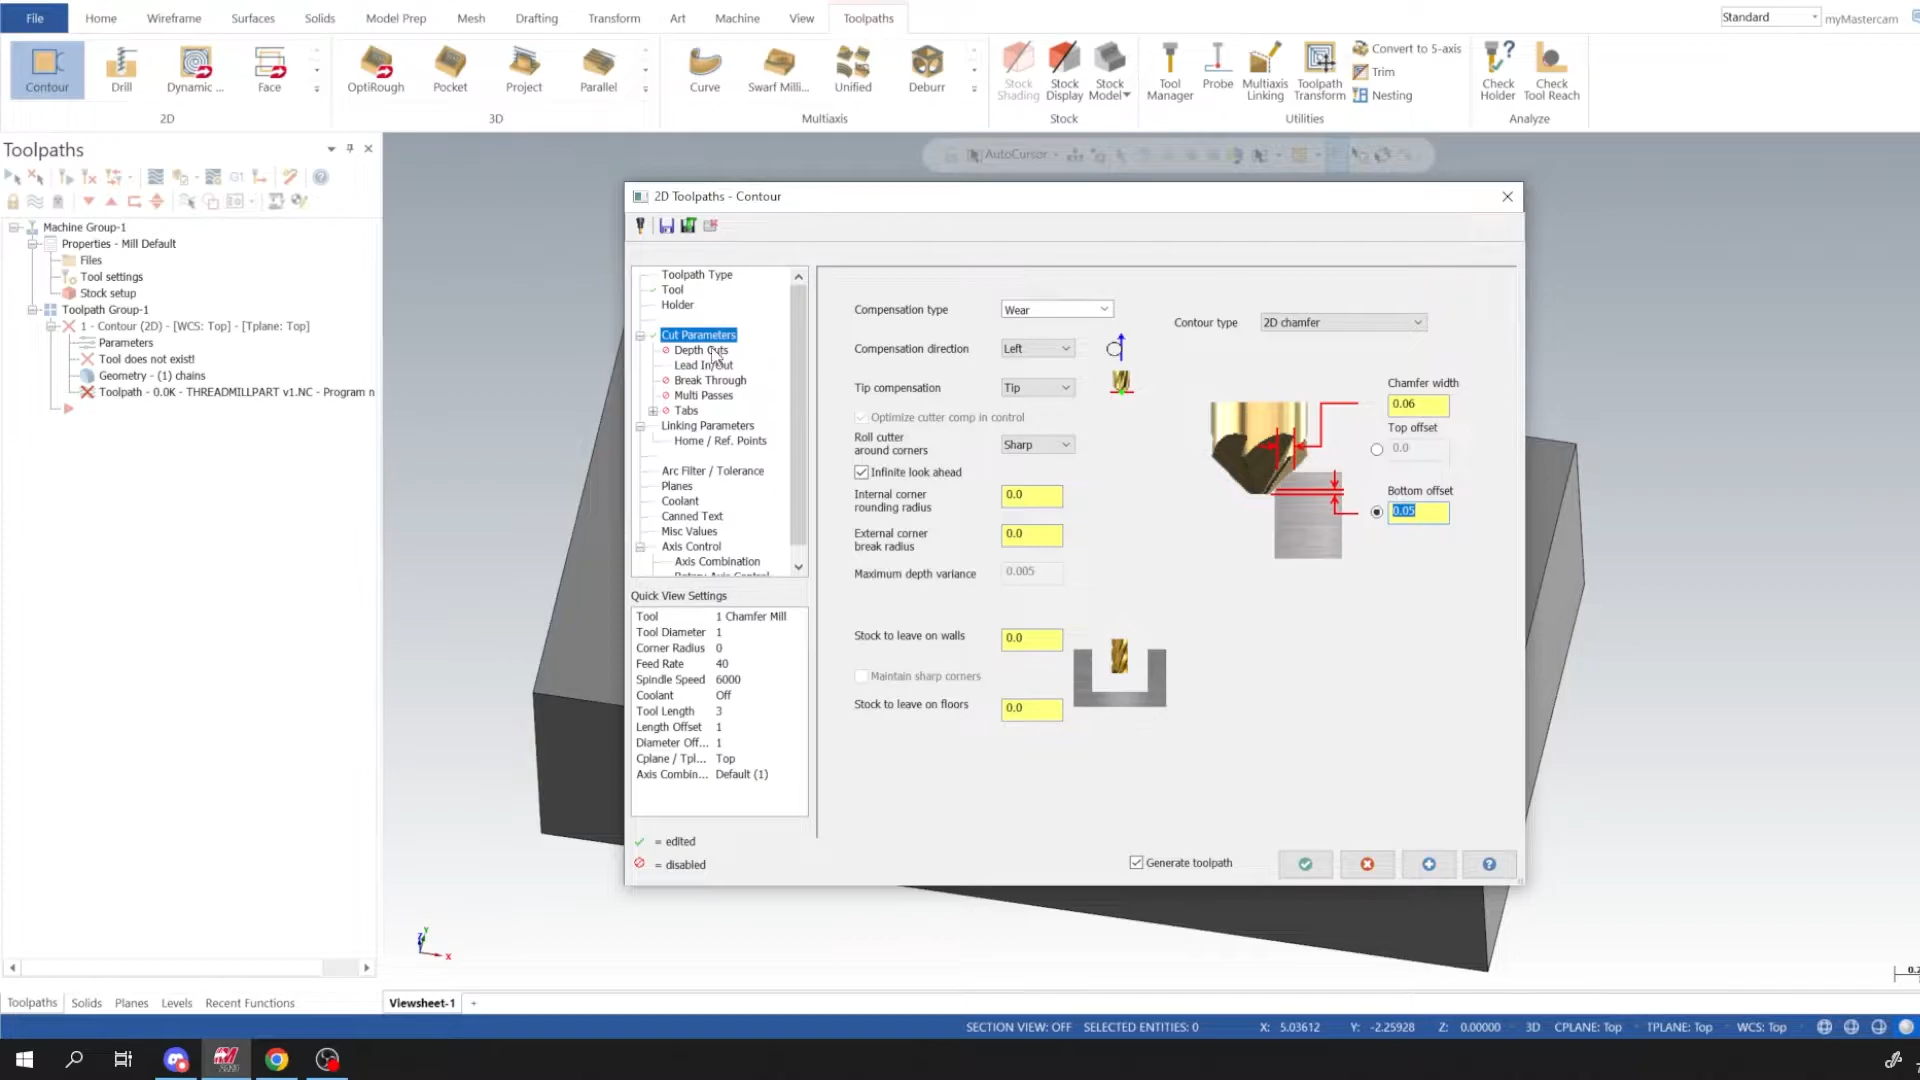 File
Home
Wireframe
Surfaces
Solids
Model Prep
Mesh
Drafting
Transform
Art
Machine
View
Toolpaths
Standard
myMastercam
Contour
Drill
Dynamic ...
Face
2D
OptiRough
Pocket
Project
Parallel
3D
Curve
Swarf Milli...
Unified
Deburr
Multiaxis
Stock Shading
Stock Display
Stock Model
Stock
Tool Manager
Probe
Multiaxis Linking
Toolpath Transform
Convert to 5-axis
Trim
Nesting
Utilities
Check Holder
Check Tool Reach
Analyze
Toolpaths
G1
AutoCursor
Machine Group-1
Properties - Mill Default
Files
Tool settings
Stock setup
Toolpath Group-1
1 - Contour (2D) - [WCS: Top] - [Tplane: Top]
Parameters
Tool does not exist!
Geometry - (1) chains
Toolpath - 0.0K - THREADMILLPART v1.NC - Program n
2D Toolpaths - Contour
Toolpath Type
Tool
Holder
Cut Parameters
Depth Cuts
Lead In/Out
Break Through
Multi Passes
Tabs
Linking Parameters
Home / Ref. Points
Arc Filter / Tolerance
Planes
Coolant
Canned Text
Misc Values
Axis Control
Axis Combination
Rotary Axis Control
Quick View Settings
Tool 1 Chamfer Mill
Tool Diameter 1
Corner Radius 0
Feed Rate 40
Spindle Speed 6000
Coolant Off
Tool Length 3
Length Offset 1
Diameter Off... 1
Cplane / Tpl... Top
Axis Combin... Default (1)
= edited
= disabled
Compensation type Wear
Compensation direction Left
Tip compensation Tip
Optimize cutter comp in control
Roll cutter
around corners Sharp
Infinite look ahead
Internal corner
rounding radius 0.0
External corner
break radius 0.0
Maximum depth variance 0.005
Stock to leave on walls 0.0
Maintain sharp corners
Stock to leave on floors 0.0
Contour type 2D chamfer
Chamfer width
0.06
Top offset
0.0
Bottom offset
0.05
Generate toolpath
Z
Y
X
0.2
Toolpaths
Solids
Planes
Levels
Recent Functions
Viewsheet-1
+
SECTION VIEW: OFF SELECTED ENTITIES: 0 X: 5.03612 Y: -2.25928 Z: 0.00000 3D CPLANE: Top TPLANE: Top WCS: Top